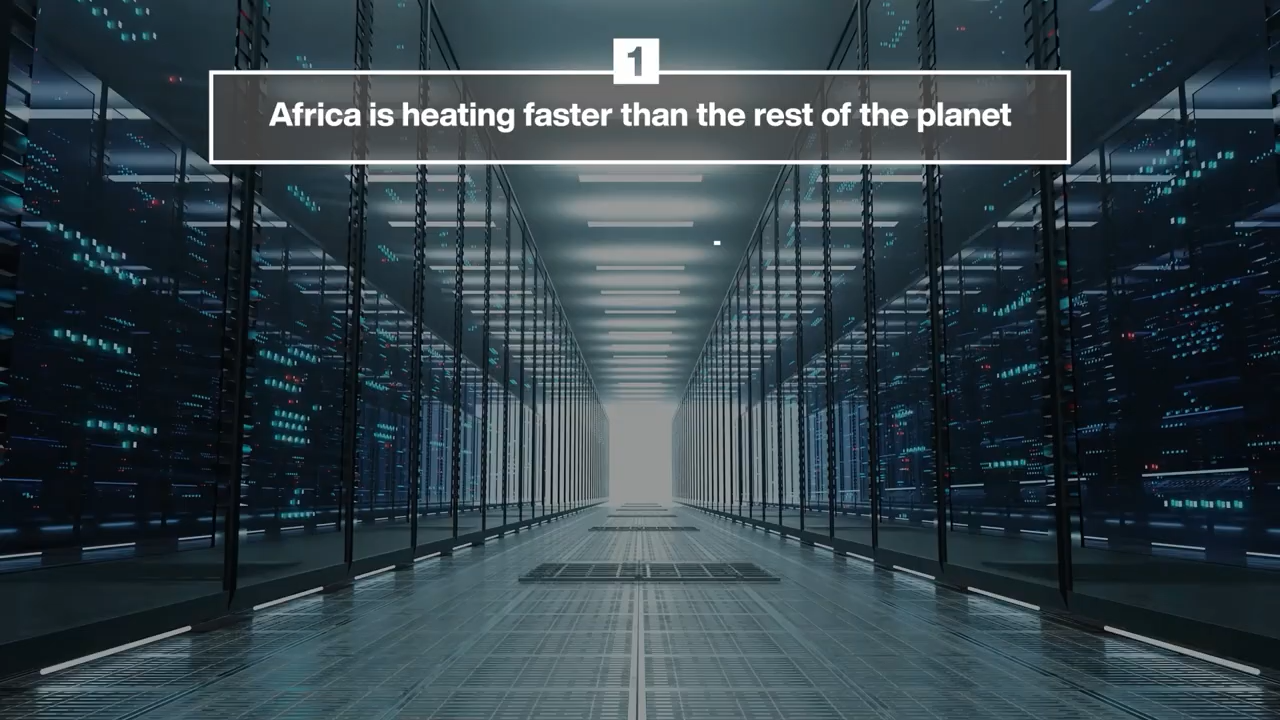 1
Africa is heating faster than the rest of the planet